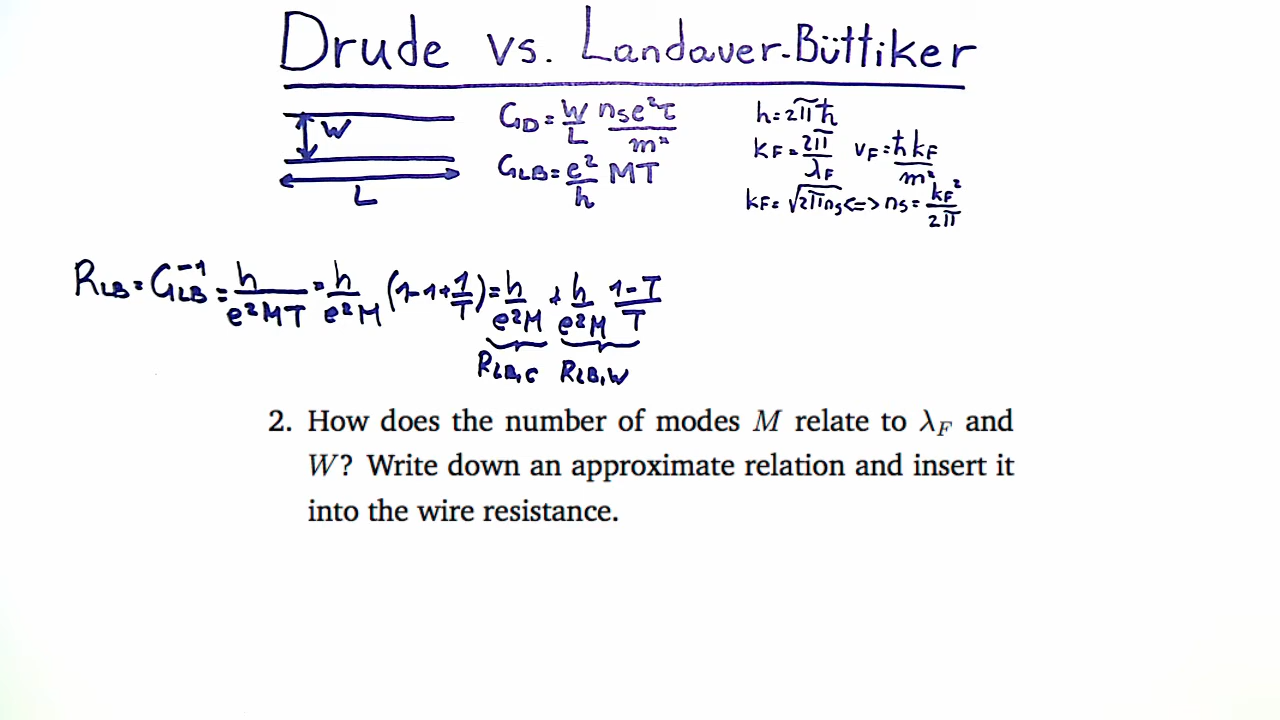 Drude vs. Landauer-Büttiker
W
L
G_D = W/L n_s e²τ/m*
G_LB = e²/h MT
h = 2πħ
k_F = 2π/λ_F v_F = ħk_F/m*
k_F = √(2πn_s) <=> n_s = k_F²/2π
R_LB = G_LB⁻¹ = h/e²MT = h/e²M (1-1+1/T) = h/e²M + h/e²M 1-T/T
R_LB,C R_LB,W
2. How does the number of modes M relate to λ_F and
W? Write down an approximate relation and insert it
into the wire resistance.